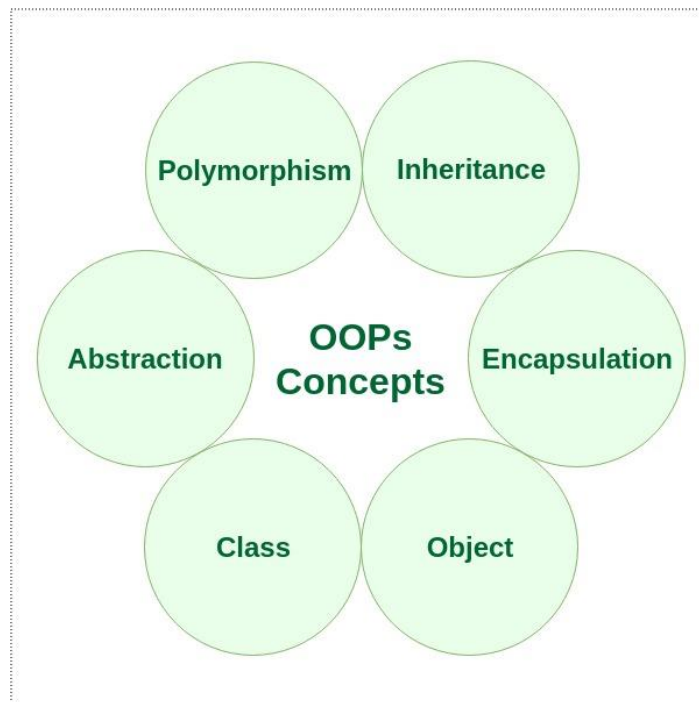 Polymorphism
Inheritance
Abstraction
OOPs
Concepts
Encapsulation
Class
Object